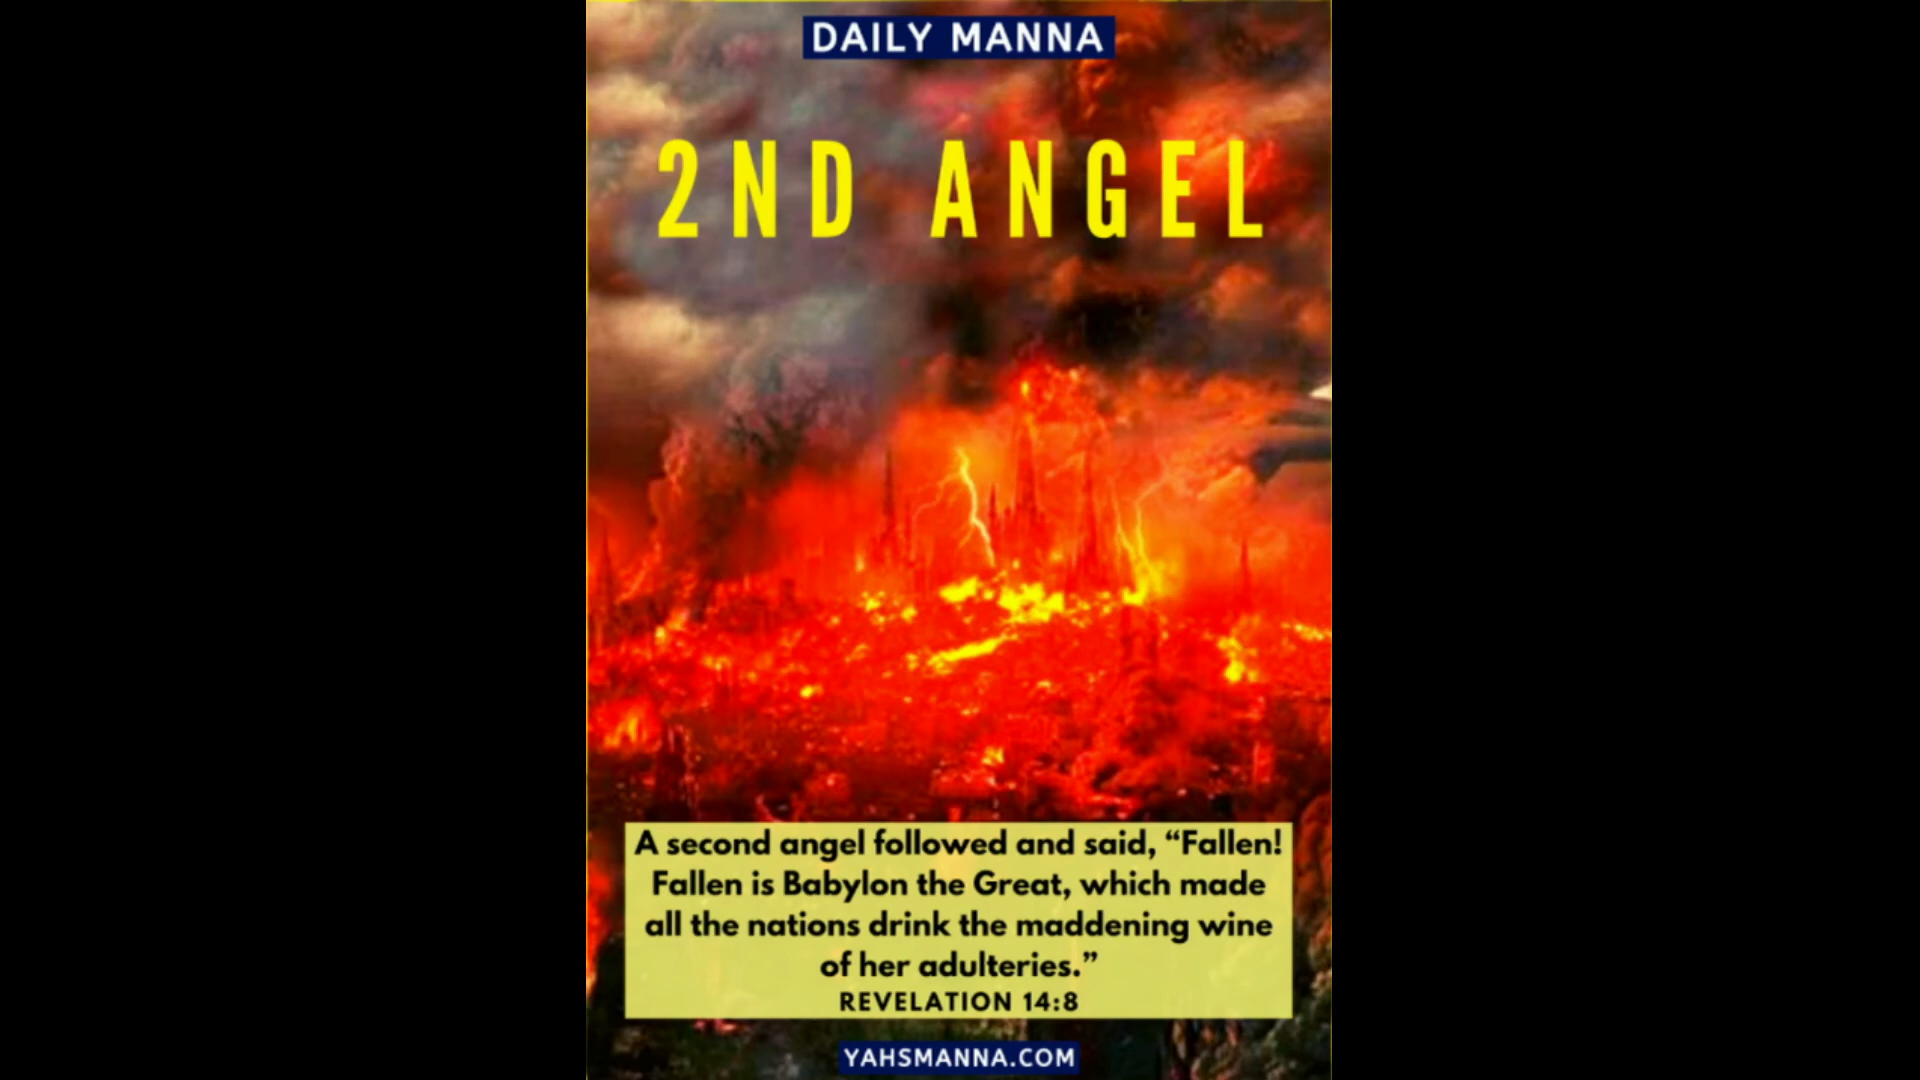 DAILY MANNA
2ND ANGEL
A second angel followed and said, “Fallen!
Fallen is Babylon the Great, which made
all the nations drink the maddening wine
of her adulteries.”
REVELATION 14:8
YAHSMANNA.COM